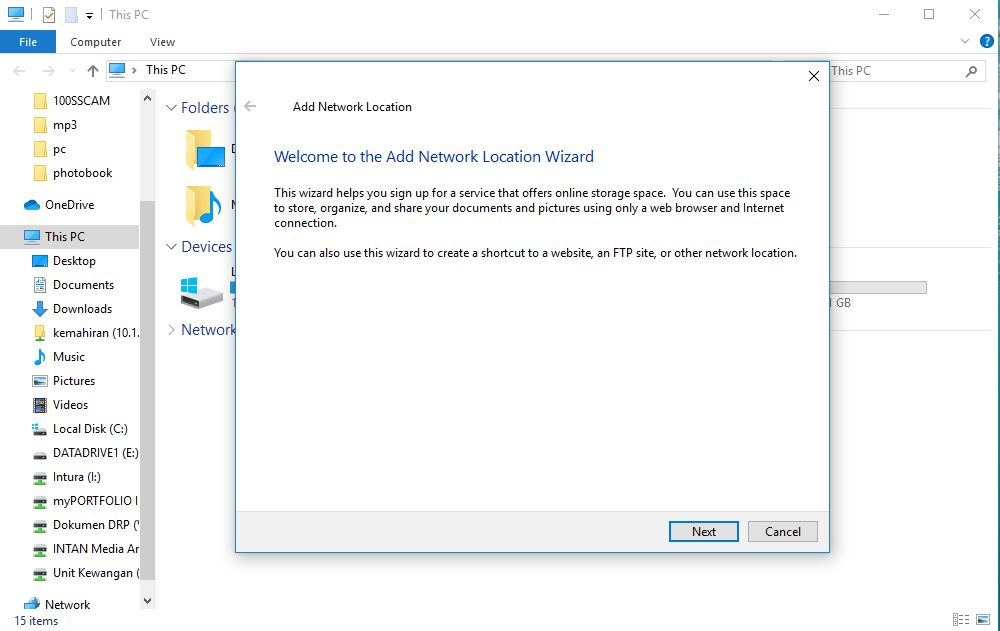 This PC
File
Computer
View
This PC
This PC
100SSCAM
mp3
pc
photobook
OneDrive
This PC
Desktop
Documents
Downloads
kemahiran (10.1.
Music
Pictures
Videos
Local Disk (C:)
DATADRIVE1 (E:)
Intura (I:)
myPORTFOLIO
Dokumen DRP
INTAN Media
Unit Kewangan (
Network
15 items
Folders
Devices
Network
GB
Add Network Location
Welcome to the Add Network Location Wizard
This wizard helps you sign up for a service that offers online storage space. You can use this space
to store, organize, and share your documents and pictures using only a web browser and Internet
connection.
You can also use this wizard to create a shortcut to a website, an FTP site, or other network location.
Next
Cancel